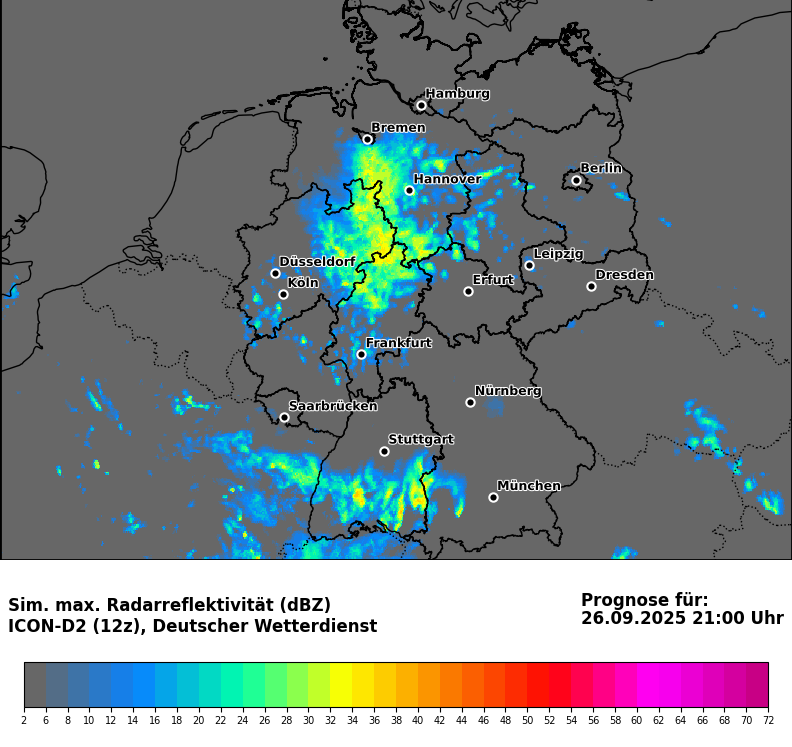 Hamburg
Bremen
Berlin
Hannover
Leipzig
Düsseldorf
Dresden
Köln
Erfurt
Frankfurt
Nürnberg
Saarbrücken
Stuttgart
München
Sim. max. Radarreflektivität (dBZ)
ICON-D2 (12z), Deutscher Wetterdienst
Prognose für:
26.09.2025 21:00 Uhr
2 6 8 10 12 14 16 18 20 22 24 26 28 30 32 34 36 38 40 42 44 46 48 50 52 54 56 58 60 62 64 66 68 70 72